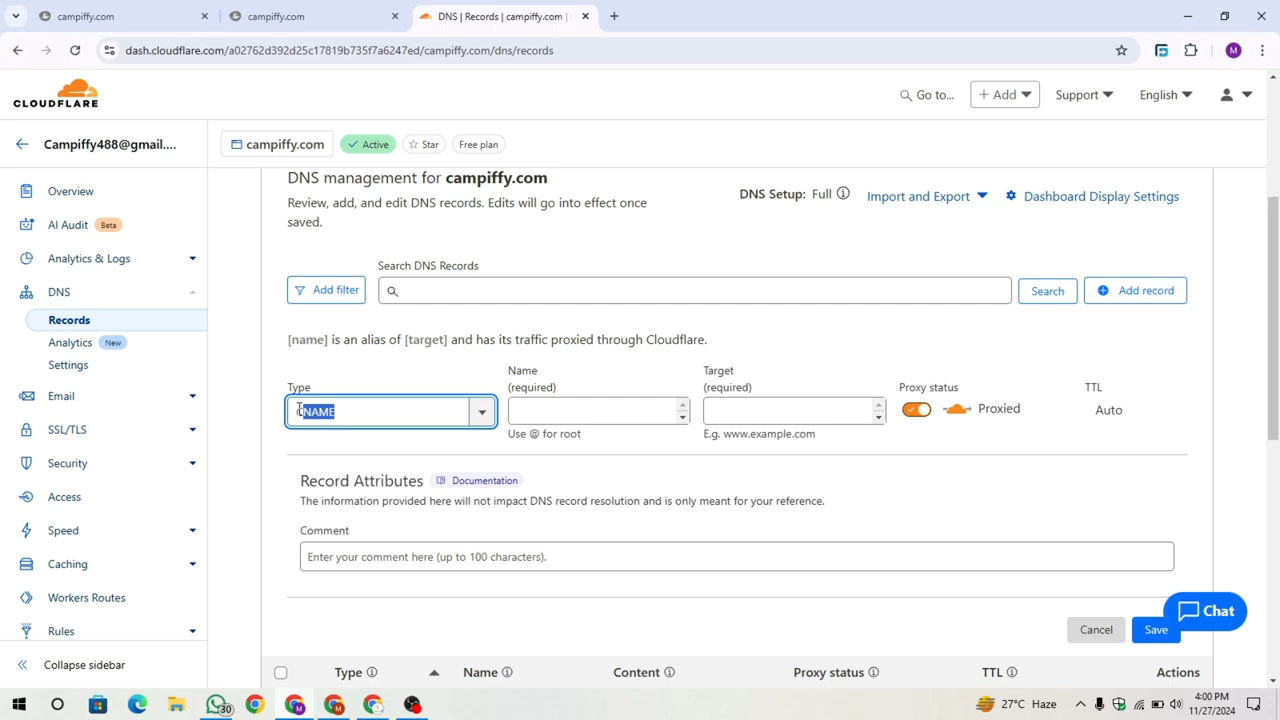 campiffy.com
campiffy.com
DNS | Records | campiffy.com |
dash.cloudflare.com/a02762d392d25c17819b735f7a6247ed/campiffy.com/dns/records
M
CLOUDFLARE
Go to...
+ Add
Support
English
Campiffy488@gmail....
campiffy.com
Active
Star
Free plan
Overview
AI Audit Beta
Analytics & Logs
DNS
Records
Analytics New
Settings
Email
SSL/TLS
Security
Access
Speed
Caching
Workers Routes
Rules
Collapse sidebar
DNS management for campiffy.com
Review, add, and edit DNS records. Edits will go into effect once
saved.
DNS Setup: Full
Import and Export
Dashboard Display Settings
Search DNS Records
Add filter
Search
Add record
[name] is an alias of [target] and has its traffic proxied through Cloudflare.
Type
CNAME
Name
(required)
Use @ for root
Target
(required)
E.g. www.example.com
Proxy status
Proxied
TTL
Auto
Record Attributes
Documentation
The information provided here will not impact DNS record resolution and is only meant for your reference.
Comment
Enter your comment here (up to 100 characters).
Cancel
Save
Chat
Type
Name
Content
Proxy status
TTL
Actions
30
27°C Haze
4:00 PM
11/27/2024